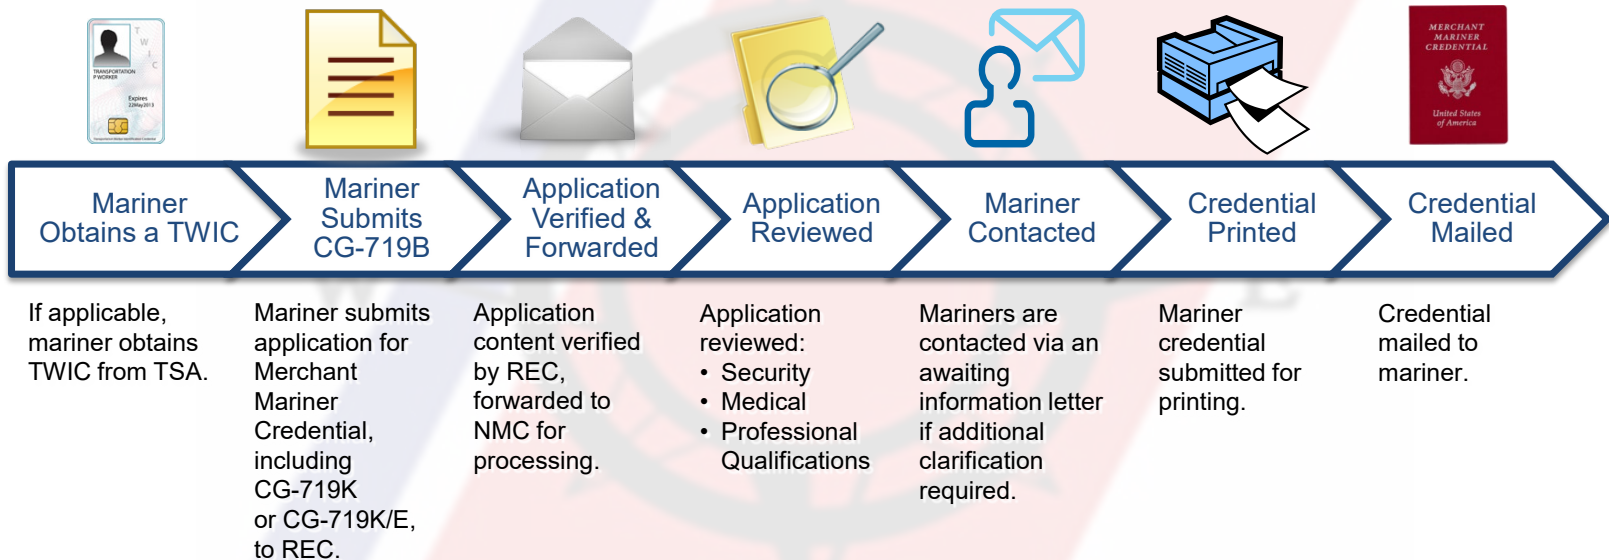 T
W
I
C
TRANSPORTATION
P WORKER
Expires
22May2013
MERCHANT
MARINER
CREDENTIAL
United States
of America
Mariner
Obtains a TWIC
Mariner
Submits
CG-719B
Application
Verified &
Forwarded
Application
Reviewed
Mariner
Contacted
Credential
Printed
Credential
Mailed
If applicable,
mariner obtains
TWIC from TSA.
Mariner submits
application for
Merchant
Mariner
Credential,
including
CG-719K
or CG-719K/E,
to REC.
Application
content verified
by REC,
forwarded to
NMC for
processing.
Application
reviewed:
• Security
• Medical
• Professional
Qualifications
Mariners are
contacted via an
awaiting
information letter
if additional
clarification
required.
Mariner
credential
submitted for
printing.
Credential
mailed to
mariner.
W
E